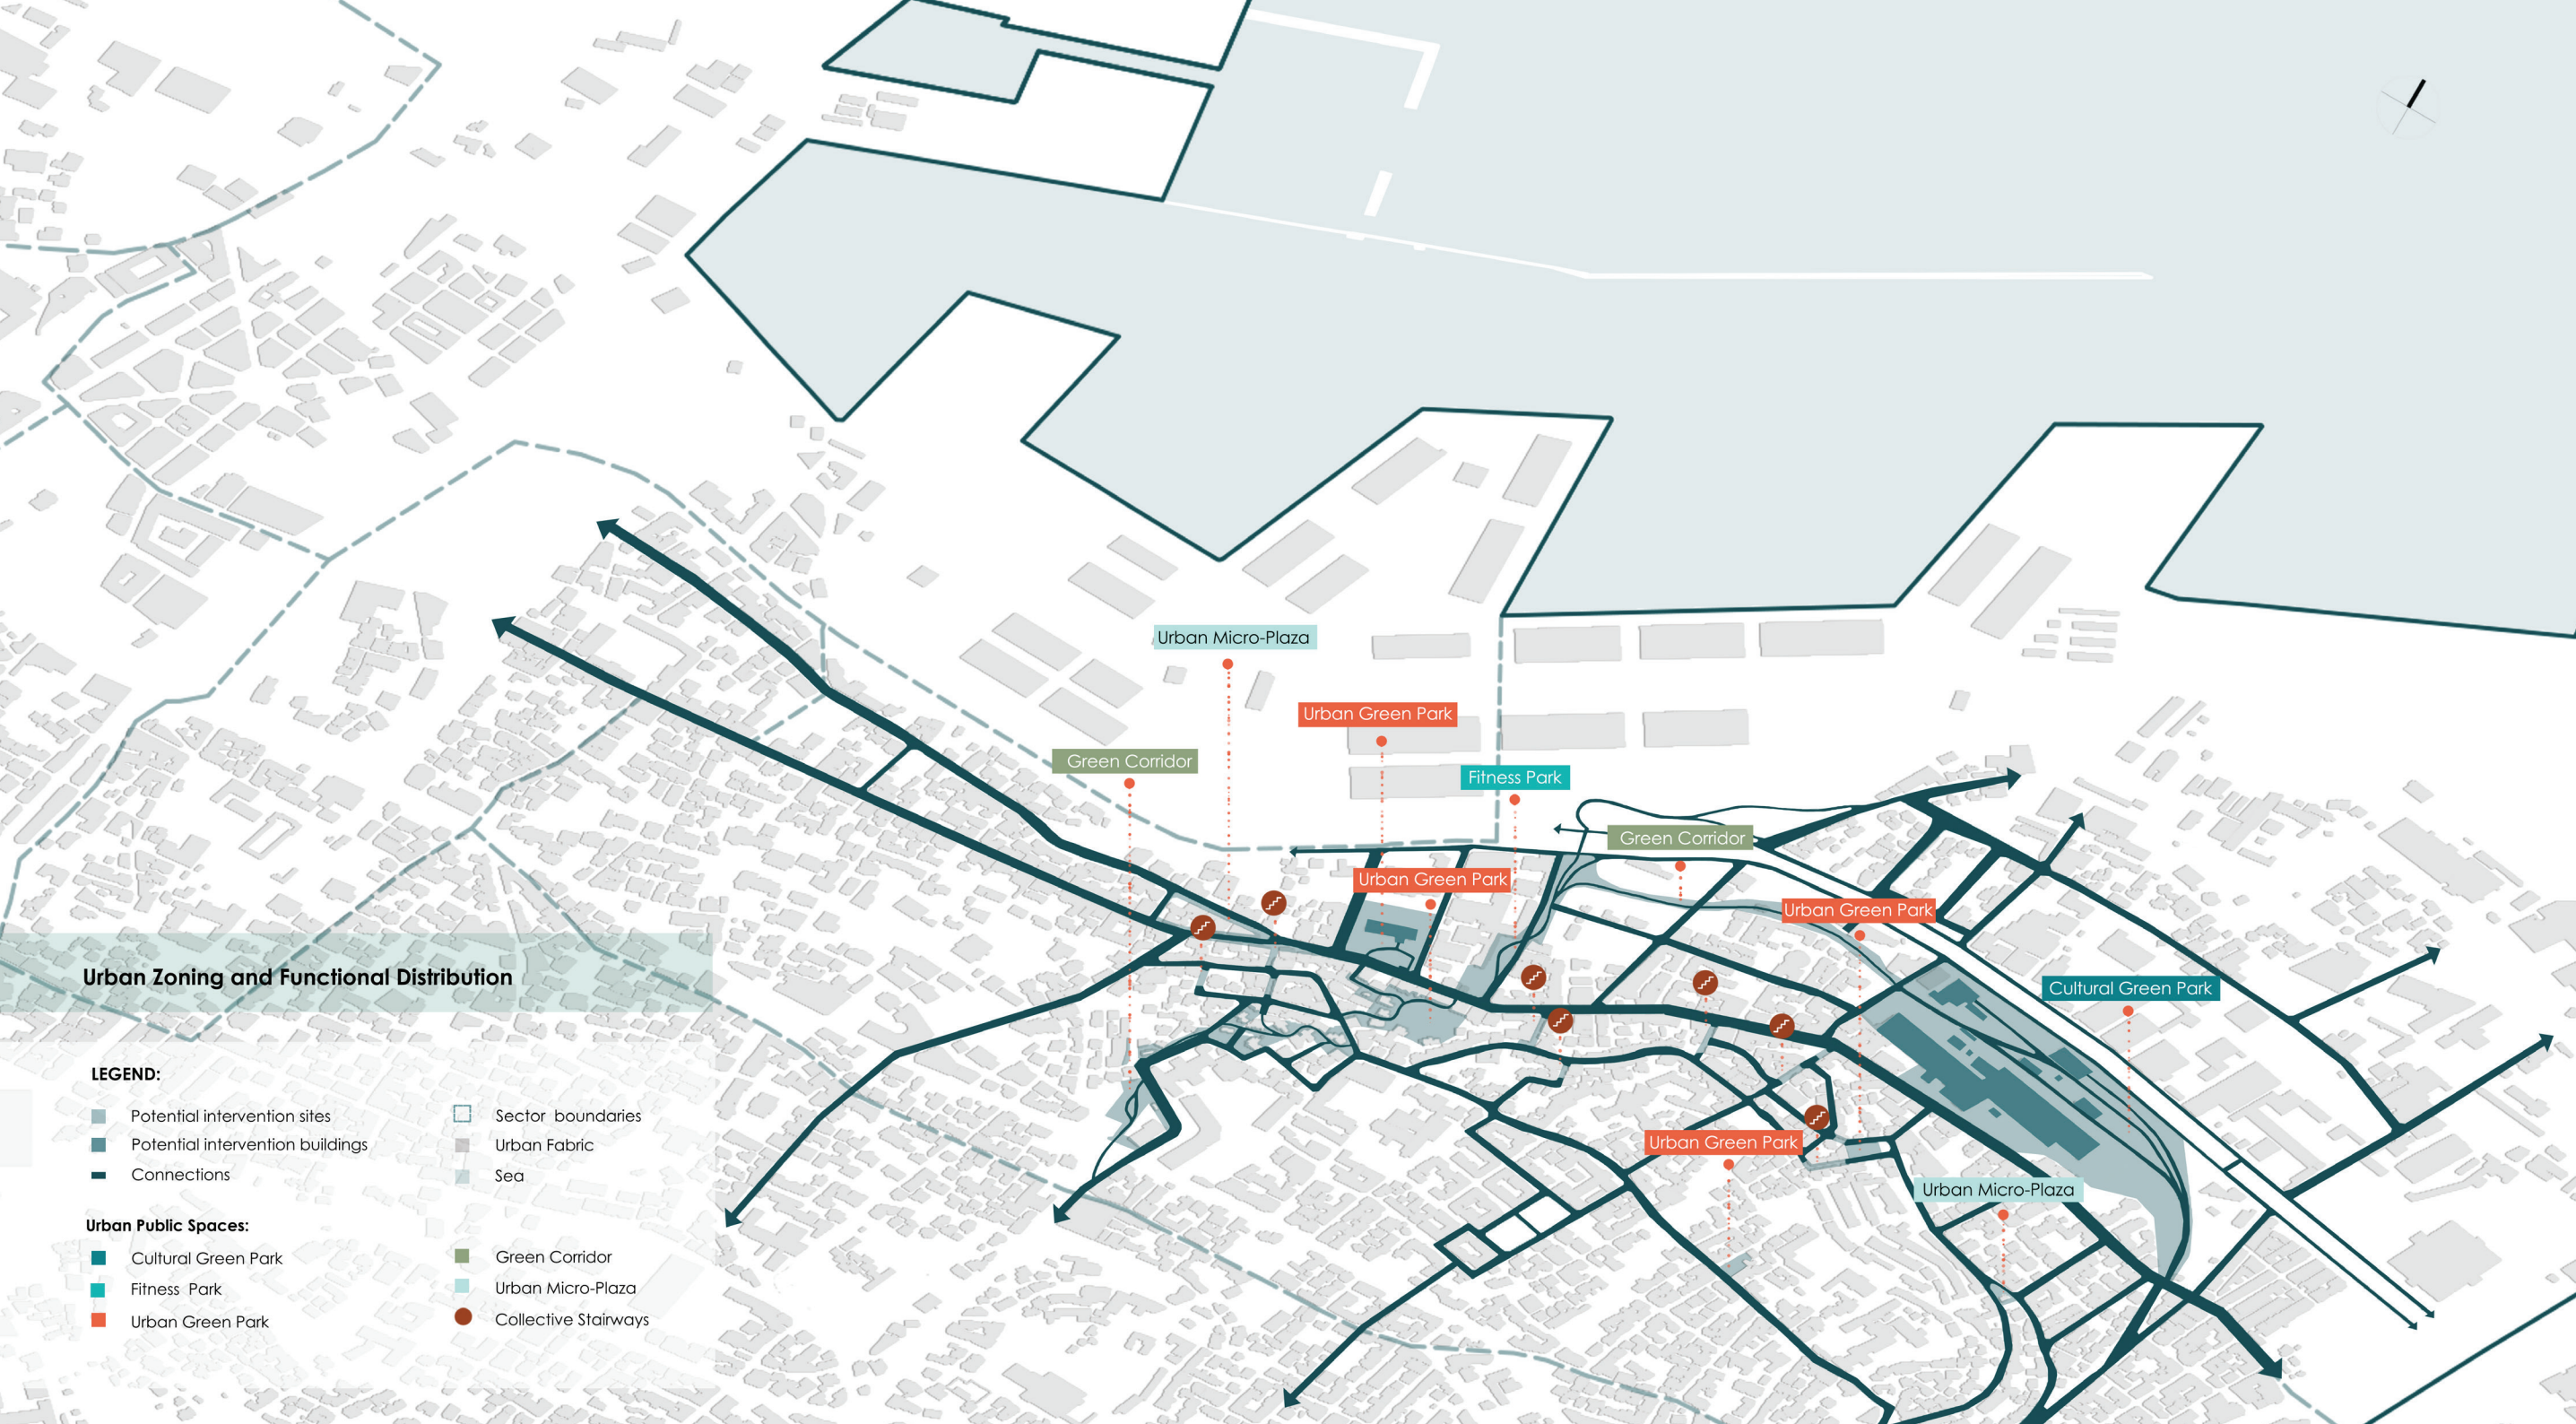 Urban Micro-Plaza
Urban Green Park
Green Corridor
Fitness Park
Green Corridor
Urban Green Park
Urban Green Park
Cultural Green Park
Urban Green Park
Urban Micro-Plaza
Urban Zoning and Functional Distribution
LEGEND:
Potential intervention sites
Potential intervention buildings
Connections
Sector boundaries
Urban Fabric
Sea
Urban Public Spaces:
Cultural Green Park
Fitness Park
Urban Green Park
Green Corridor
Urban Micro-Plaza
Collective Stairways